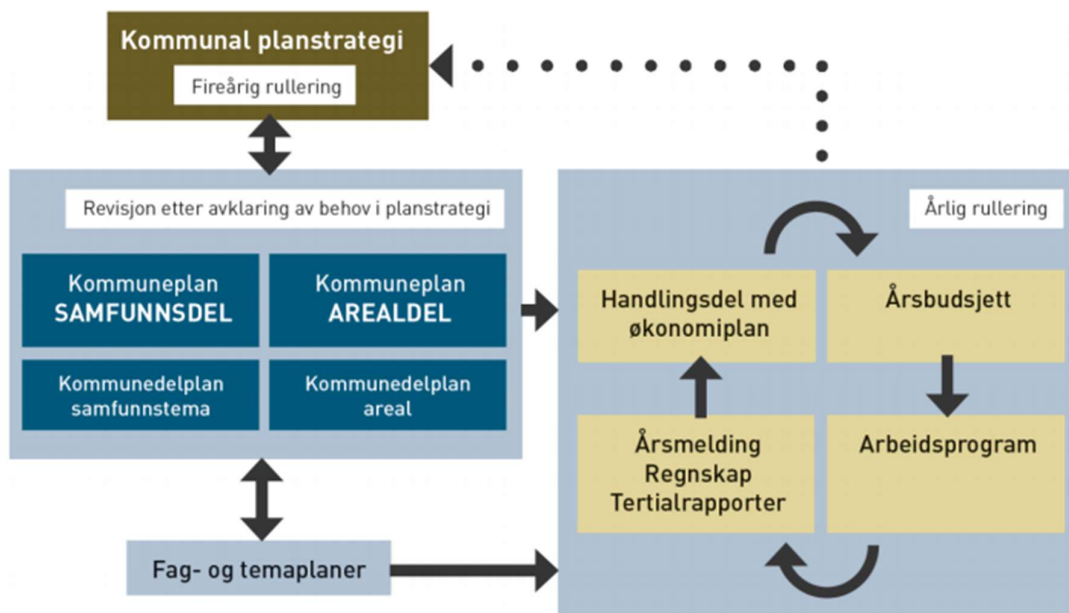 Kommunal planstrategi
Fireårig rullering
Revisjon etter avklaring av behov i planstrategi
Kommuneplan
SAMFUNNSDEL
Kommuneplan
AREALDEL
Kommunedelplan
samfunnstema
Kommunedelplan
areal
Fag- og temaplaner
Årlig rullering
Handlingsdel med
økonomiplan
Årsbudsjett
Årsmelding
Regnskap
Tertialrapporter
Arbeidsprogram